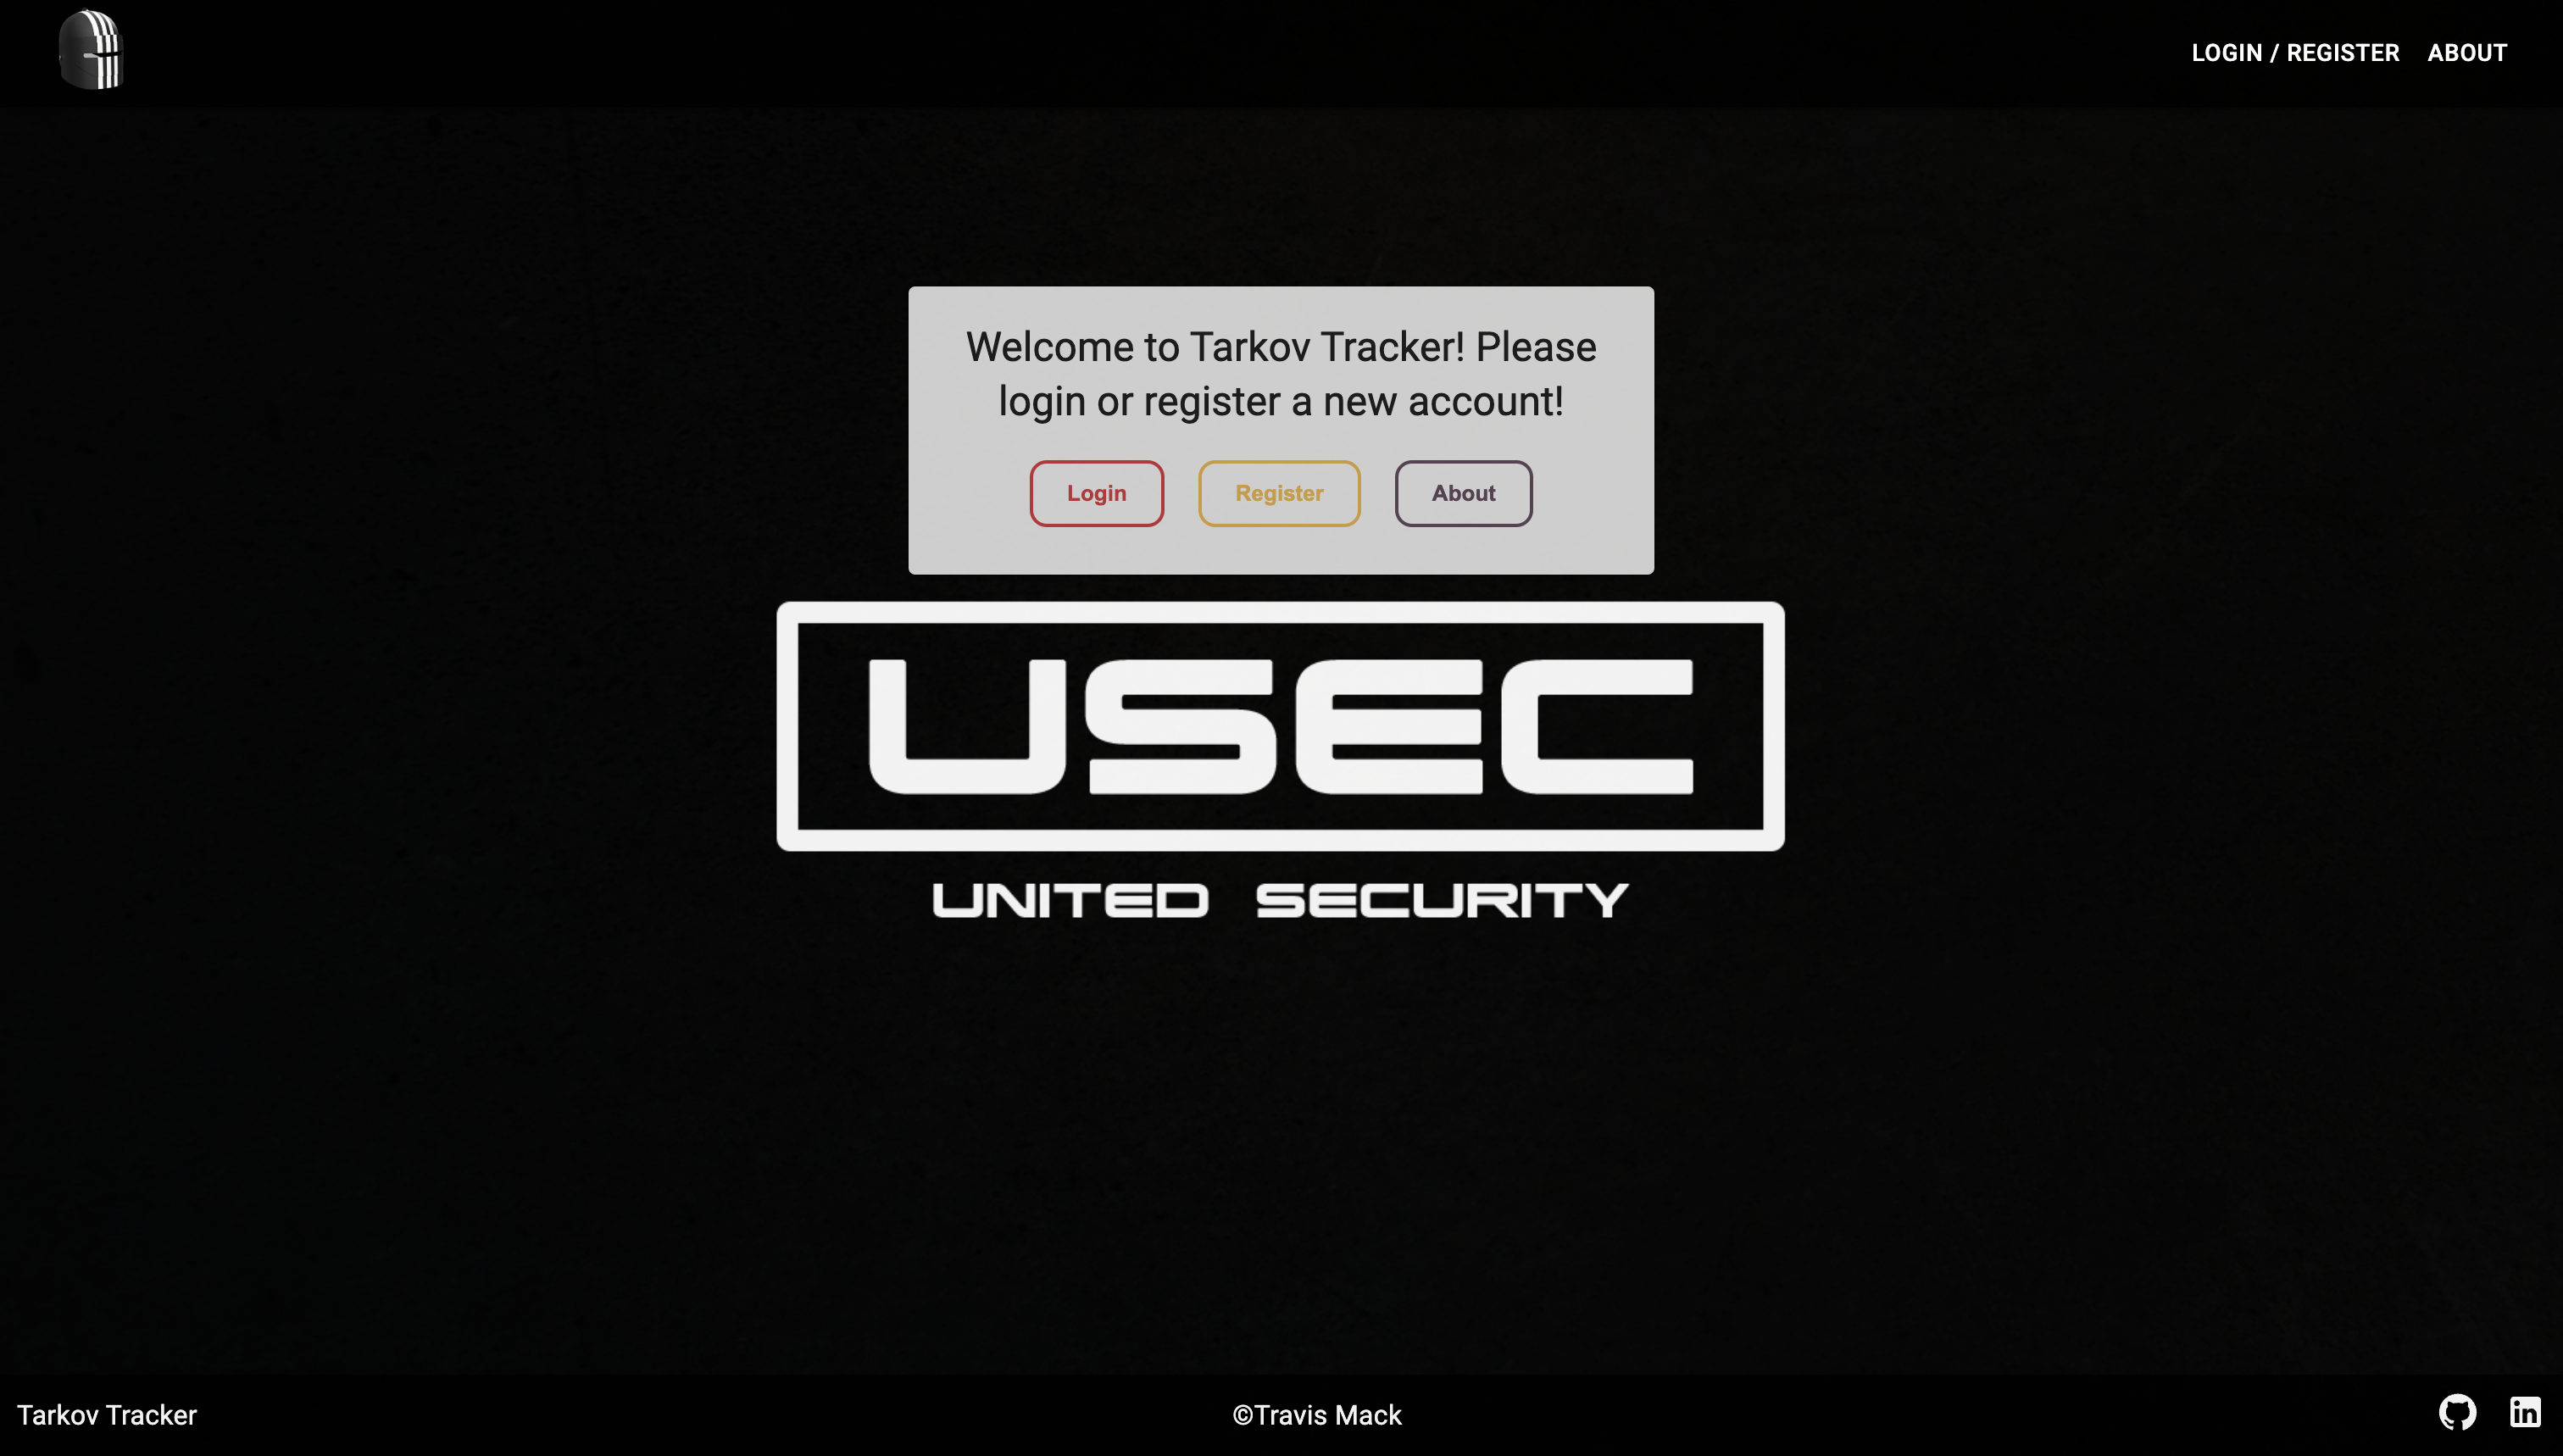 LOGIN / REGISTER ABOUT
Welcome to Tarkov Tracker! Please
login or register a new account!
Login Register About
USEC
UNITED SECURITY
Tarkov Tracker ©Travis Mack in